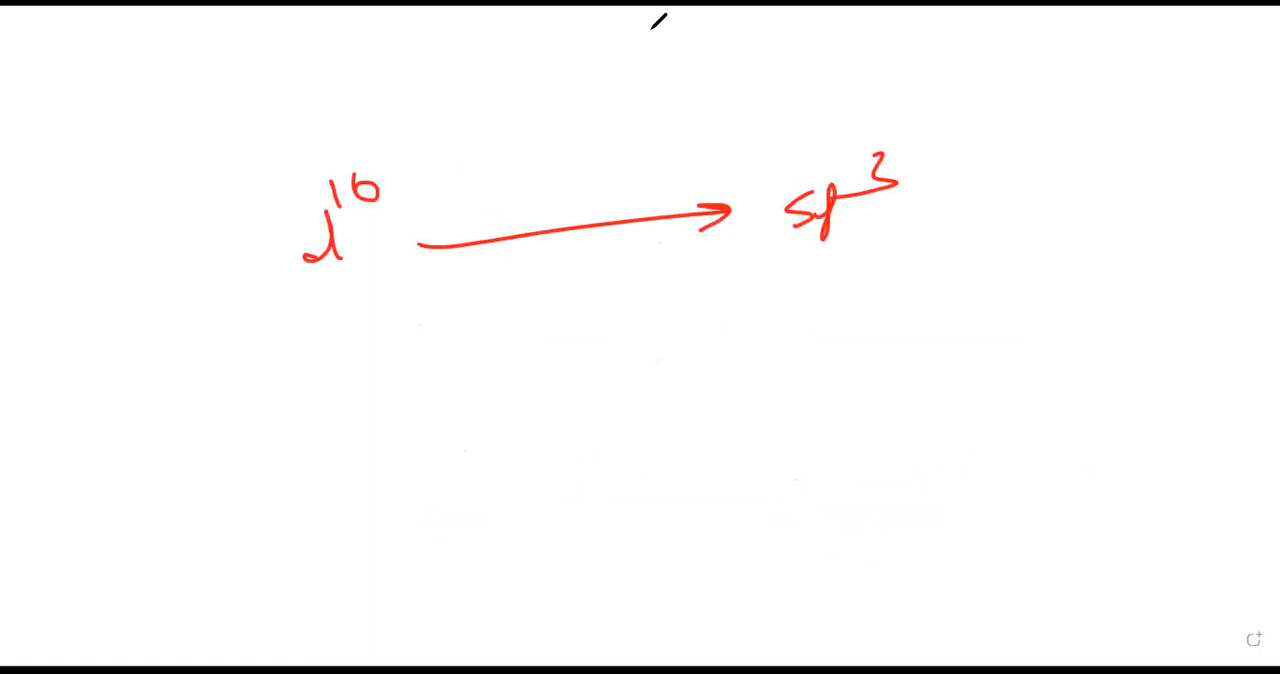 d¹⁰ → sp³